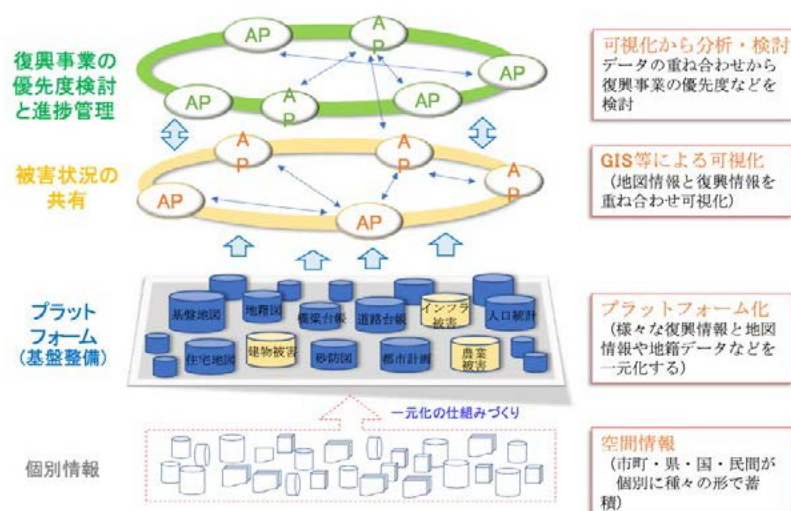 復興事業の
優先度検討
と進捗管理
AP
AP
AP
AP
AP
AP
AP
可視化から分析・検討
データの重ね合わせから
復興事業の優先度などを
検討
被害状況の
共有
AP
AP
AP
AP
AP
GIS等による可視化
（地図情報と復興情報を
重ね合わせ可視化）
プラット
フォーム
(基盤整備)
基盤地図
地籍図
橋梁台帳
道路台帳
インフラ
被害
人口統計
住宅地図
建物被害
砂防図
都市計画
農業
被害
プラットフォーム化
（様々な復興情報と地図
情報や地籍データなどを
一元化する）
一元化の仕組みづくり
個別情報
空間情報
（市町・県・国・民間が
個別に種々の形で蓄
積）